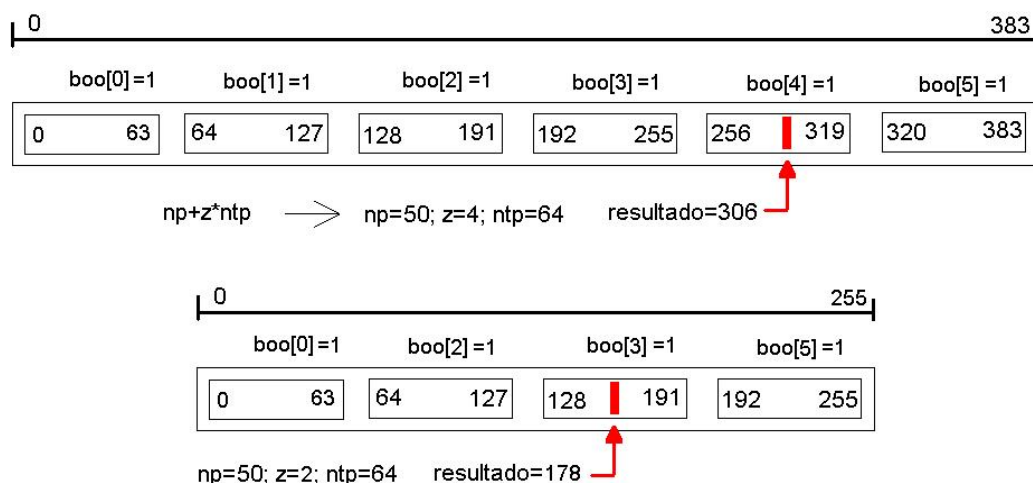 0 383
boo[0] =1 boo[1] =1 boo[2] =1 boo[3] =1 boo[4] =1 boo[5] =1
0 63 64 127 128 191 192 255 256 319 320 383
np+z*ntp np=50; z=4; ntp=64 resultado=306
0 255
boo[0] =1 boo[2] =1 boo[3] =1 boo[5] =1
0 63 64 127 128 191 192 255
np=50; z=2; ntp=64 resultado=178